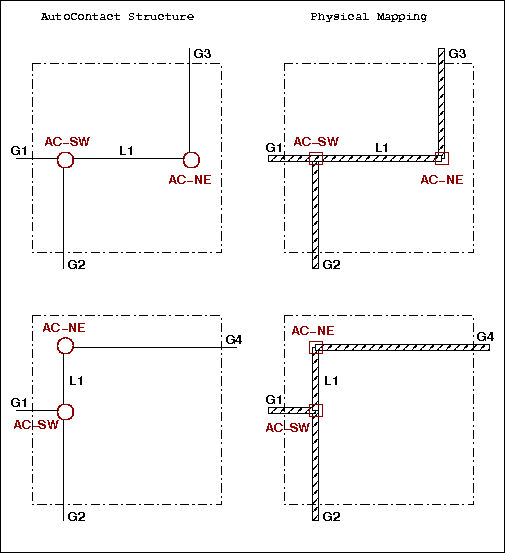 AutoContact Structure
Physical Mapping
G3
G3
AC-SW
AC-SW
G1
L1
G1
L1
AC-NE
AC-NE
G2
G2
AC-NE
AC-NE
G4
G4
L1
L1
G1
G1
AC-SW
AC-SW
G2
G2